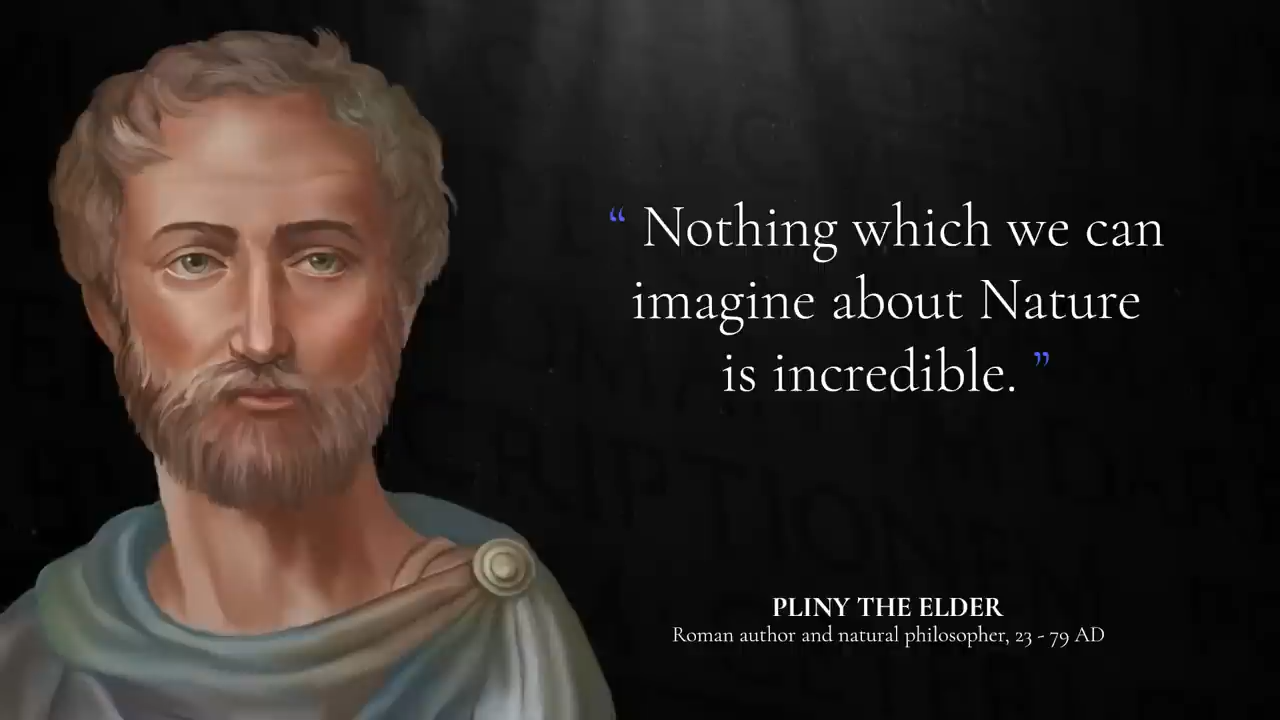 “ Nothing which we can
imagine about Nature
is incredible. ”
PLINY THE ELDER
Roman author and natural philosopher, 23 - 79 AD